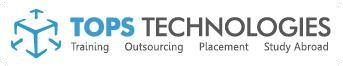 TOPS TECHNOLOGIES
Training Outsourcing Placement Study Abroad